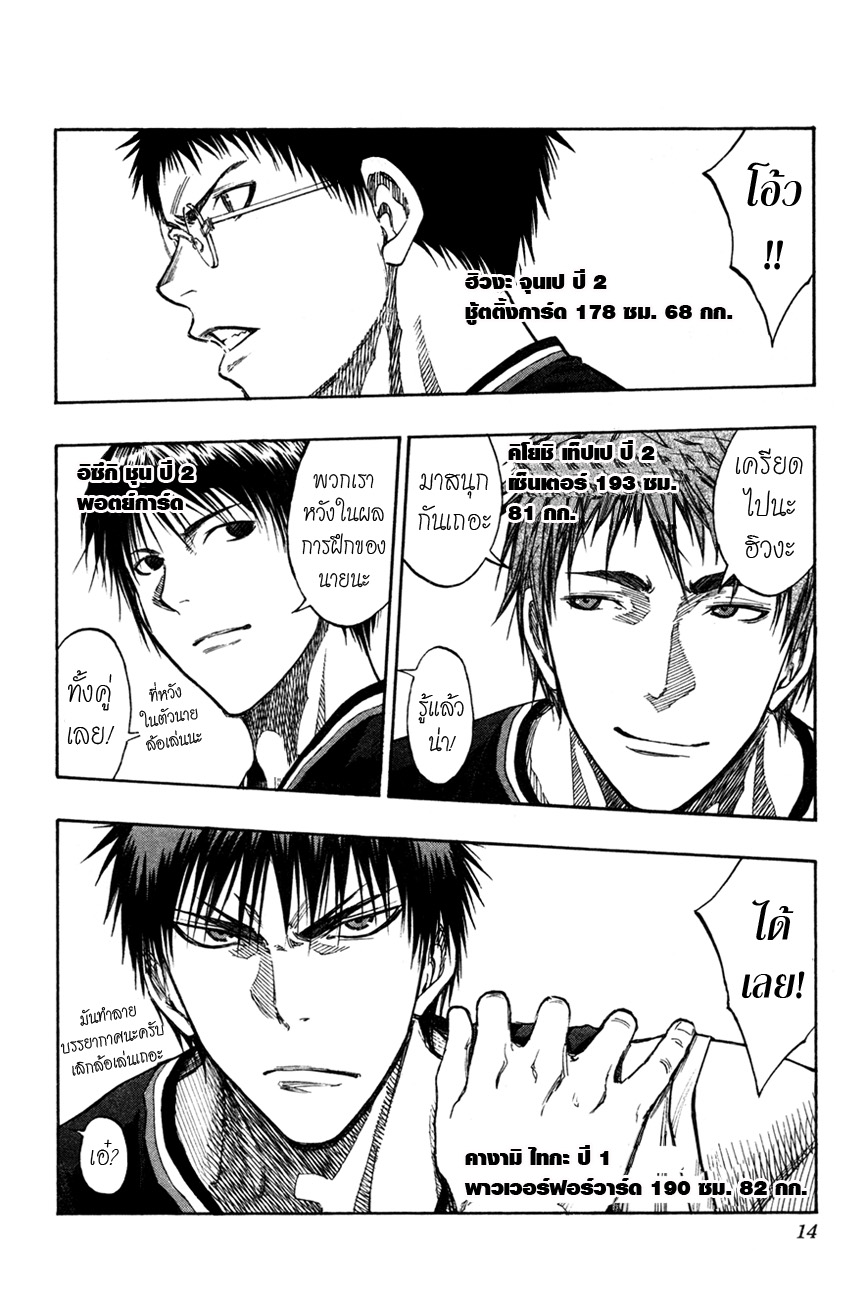 โอ้ว
!!
ฮิวงะ จุนเป ปี 2
ชู้ตติ้งการ์ด 178 ซม. 68 กก.
เครียด
ไปนะ
ฮิวงะ
คิโยชิ เท็ปเป ปี 2
เซ็นเตอร์ 193 ซม.
81 กก.
มาสนุก
กันเถอะ
รู้แล้ว
น่า!
พวกเรา
หวังในผล
การฝึกของ
นายนะ
อิซึกิ ชุน ปี 2
พอตย์การ์ด
ที่หวัง
ในตัวนาย
ล้อเล่นนะ
ทั้งคู่
เลย!
ได้
เลย!
มันทำลาย
บรรยากาศนะครับ
เลิกล้อเล่นเถอะ
เอ๋?
คางามิ ไทกะ ปี 1
พาวเวอร์ฟอร์วาร์ด 190 ซม. 82 กก.
14